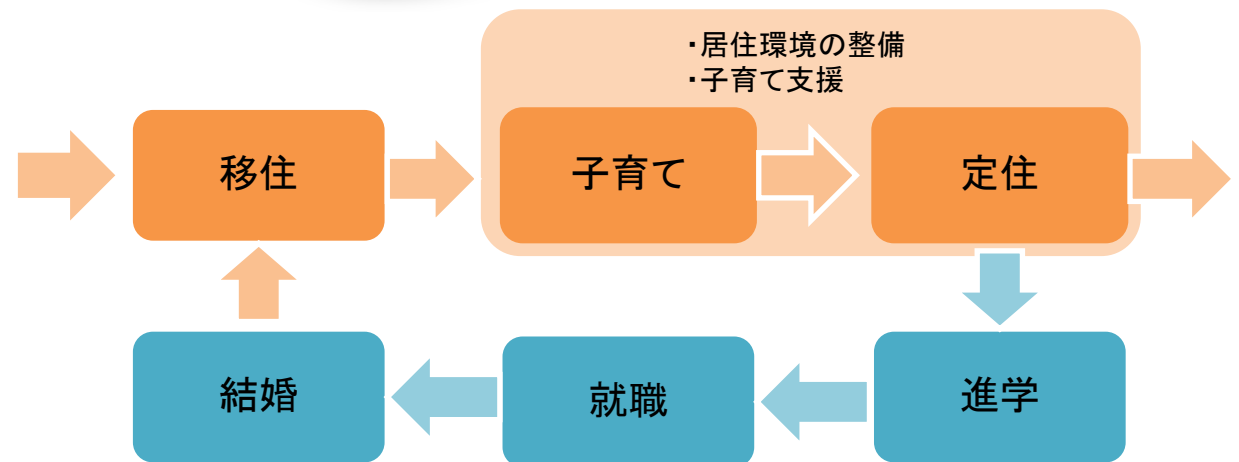 ・居住環境の整備
・子育て支援
移住
子育て
定住
結婚
就職
進学